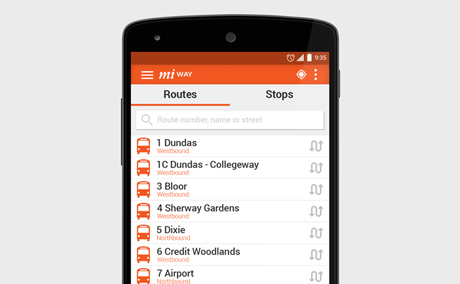 9:35
mi WAY
Routes Stops
Route number, name or street
1 Dundas
Westbound
1C Dundas - Collegeway
Westbound
3 Bloor
Westbound
4 Sherway Gardens
Westbound
5 Dixie
Northbound
6 Credit Woodlands
Westbound
7 Airport
Northbound